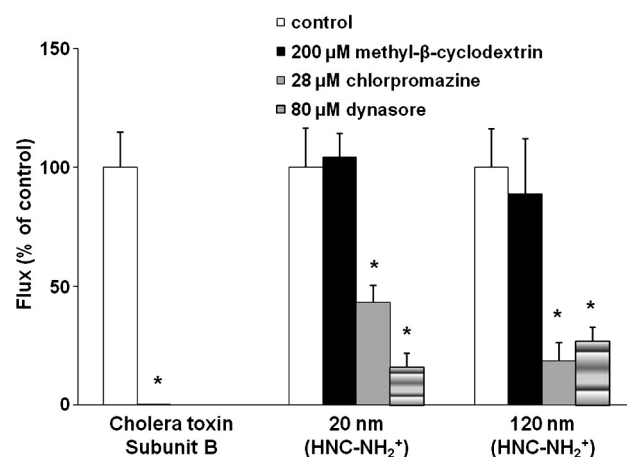 control
200 µM methyl-β-cyclodextrin
28 µM chlorpromazine
80 µM dynasore
Flux (% of control)
150
100
50
0
*
*
*
*
*
Cholera toxin
Subunit B
20 nm
(HNC-NH₂⁺)
120 nm
(HNC-NH₂⁺)